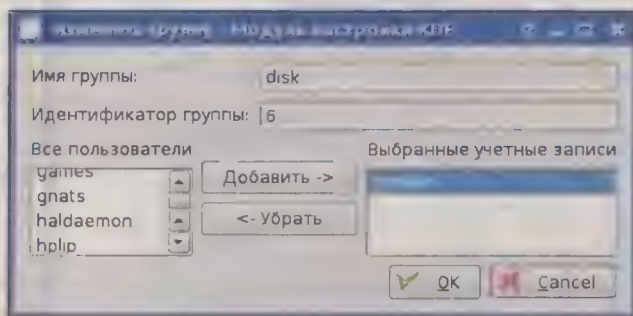 Имя группы: disk
Идентификатор группы: 6
Все пользователи
Выбранные учетные записи
games
gnats
haldaemon
hplip
Добавить ->
<- Убрать
OK
Cancel